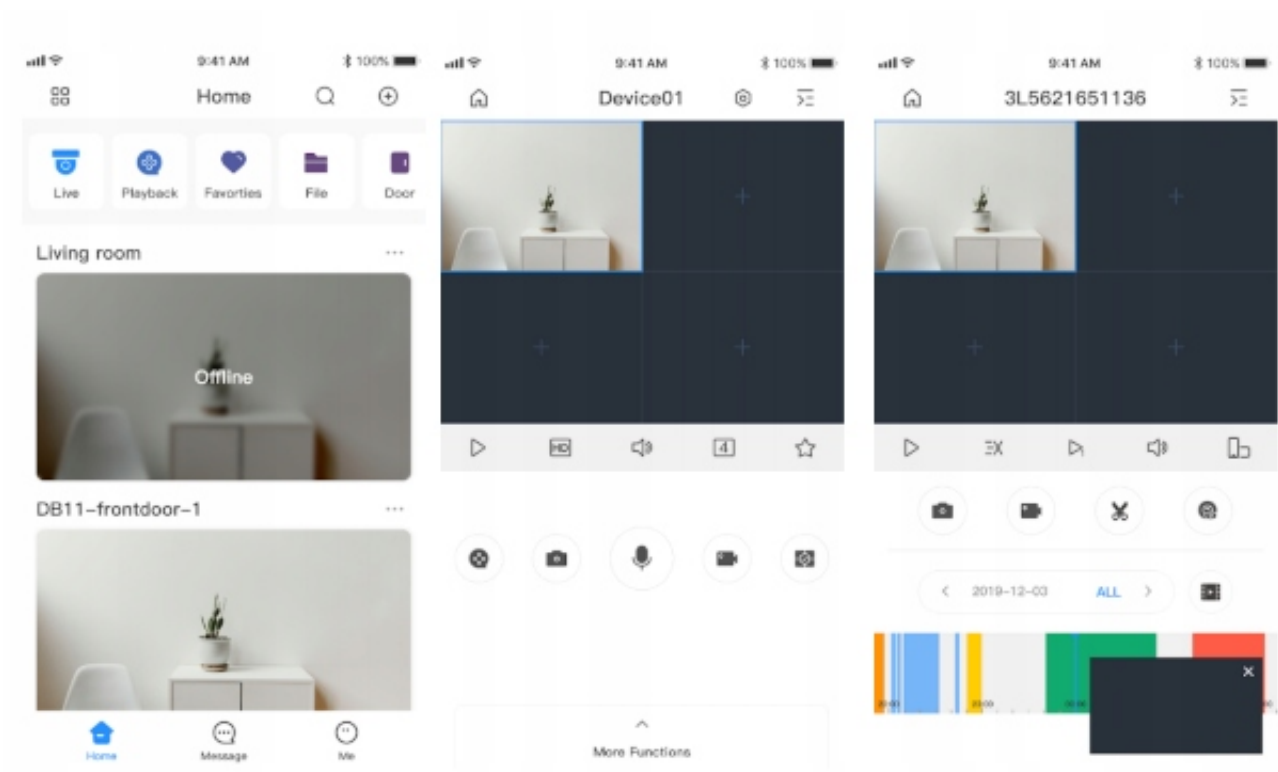 9:41 AM
100%
Home
Live
Playback
Favorties
File
Door
Living room
Offline
DB11-frontdoor-1
Home
Message
Me
9:41 AM
100%
Device01
HD
4
More Functions
9:41 AM
100%
3L5621651136
2019-12-03
ALL